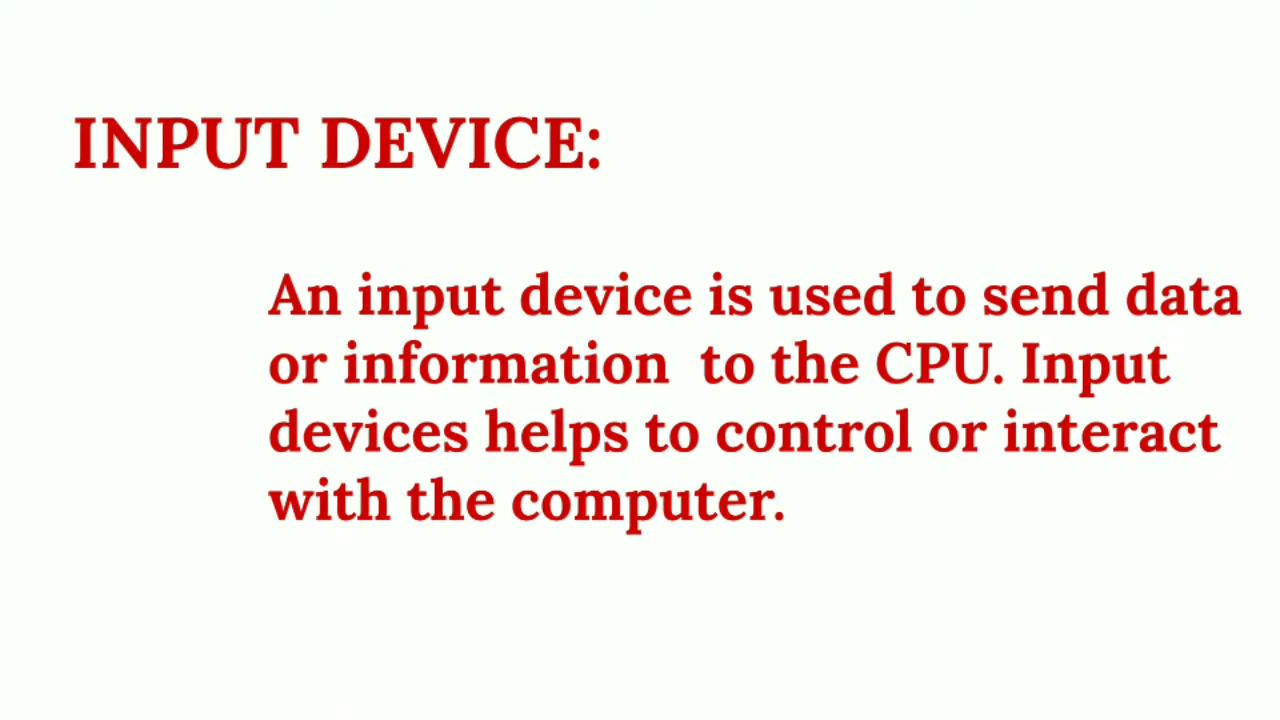 INPUT DEVICE:
An input device is used to send data
or information  to the CPU. Input
devices helps to control or interact
with the computer.